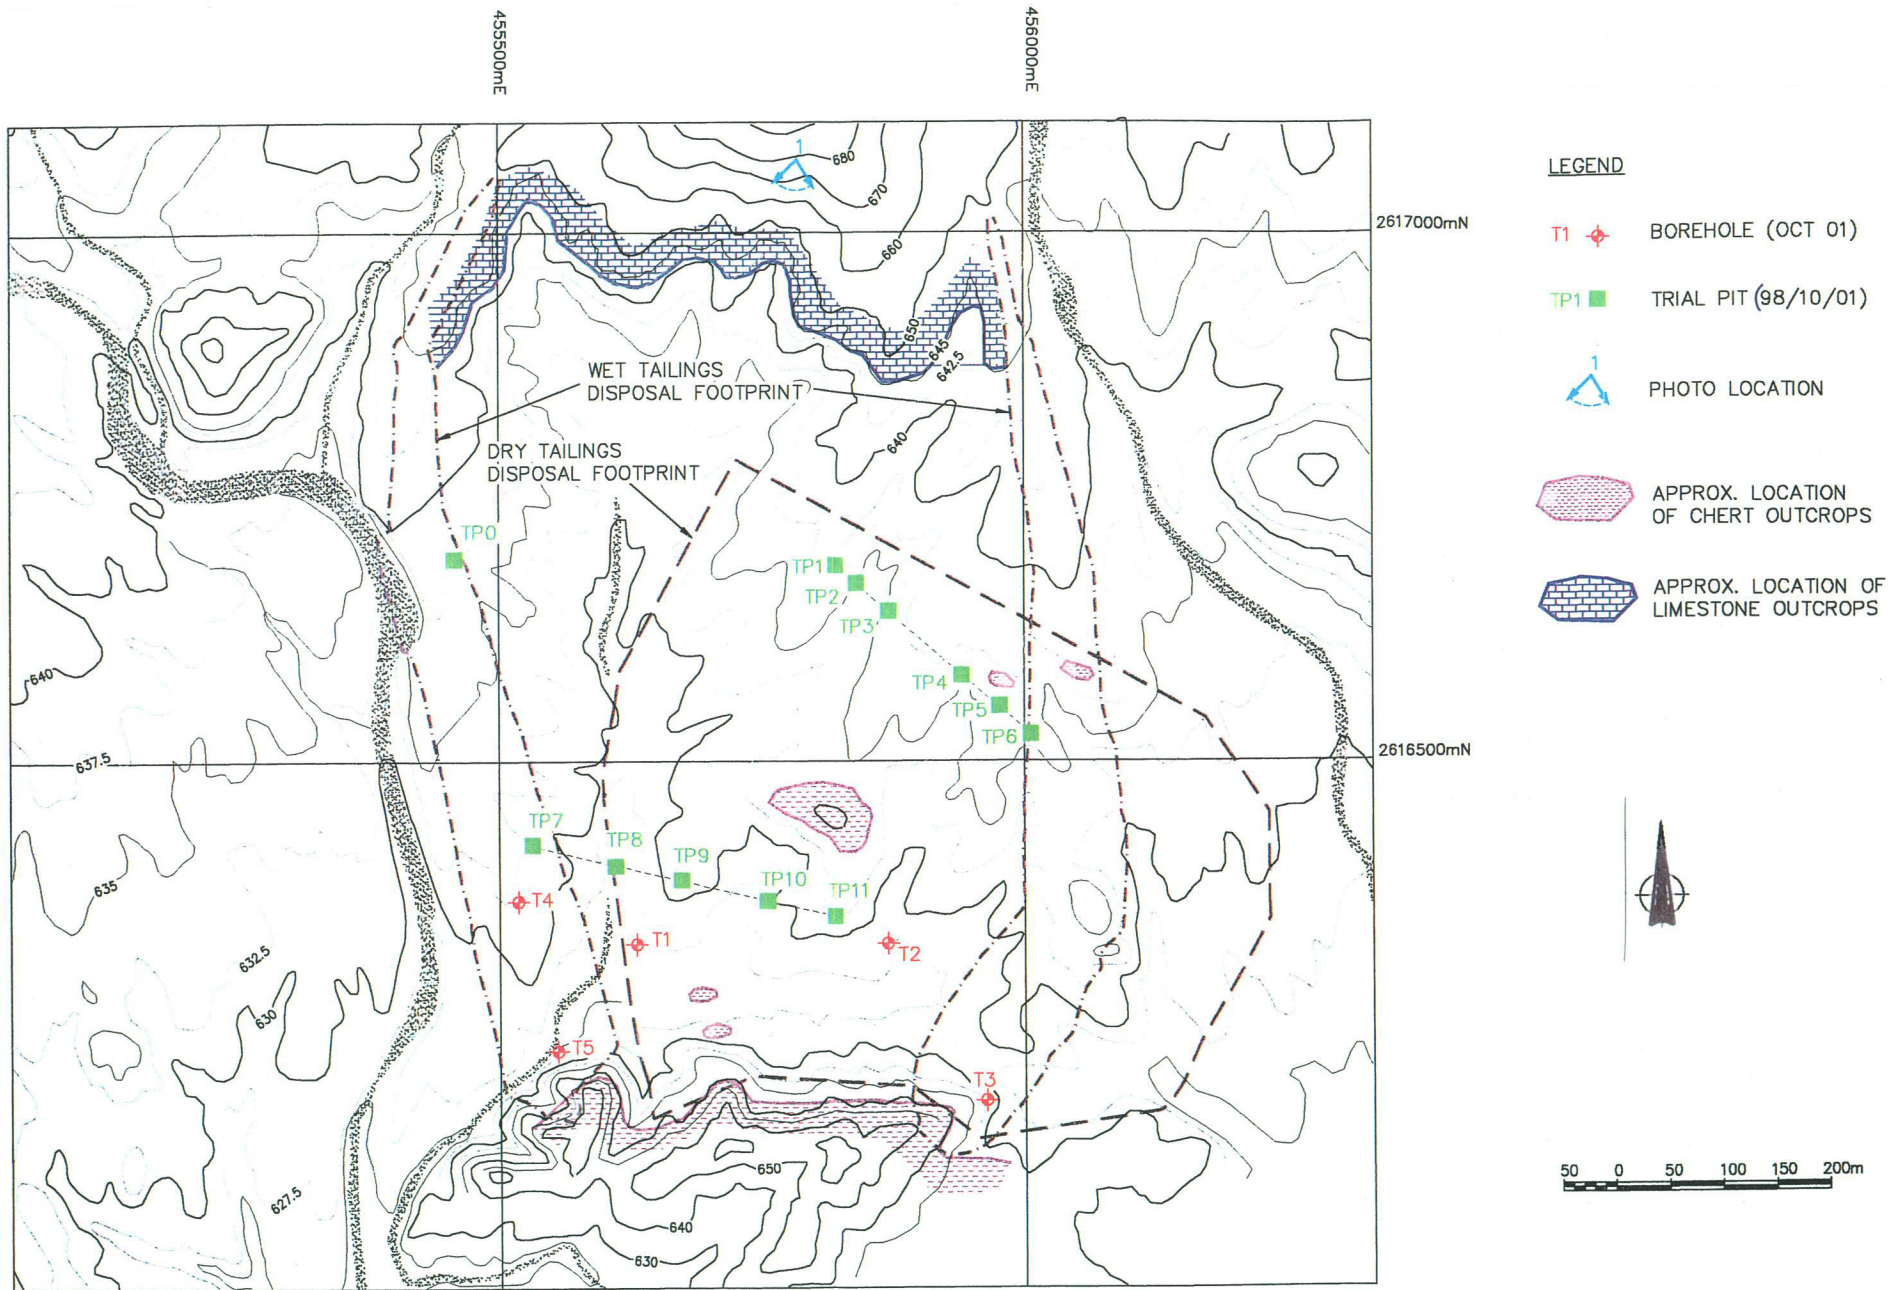 455500mE
456000mE
1
680
670
660
2617000mN
650
645
642.5
WET TAILINGS
DISPOSAL FOOTPRINT
640
DRY TAILINGS
DISPOSAL FOOTPRINT
TP0
TP1
TP2
TP3
TP4
TP5
TP6
640
637.5
2616500mN
TP7
TP8
TP9
TP10
TP11
635
T4
T1
T2
632.5
630
T5
T3
650
627.5
640
630
LEGEND
T1 BOREHOLE (OCT 01)
TP1 TRIAL PIT (98/10/01)
1
PHOTO LOCATION
APPROX. LOCATION
OF CHERT OUTCROPS
APPROX. LOCATION OF
LIMESTONE OUTCROPS
50 0 50 100 150 200m